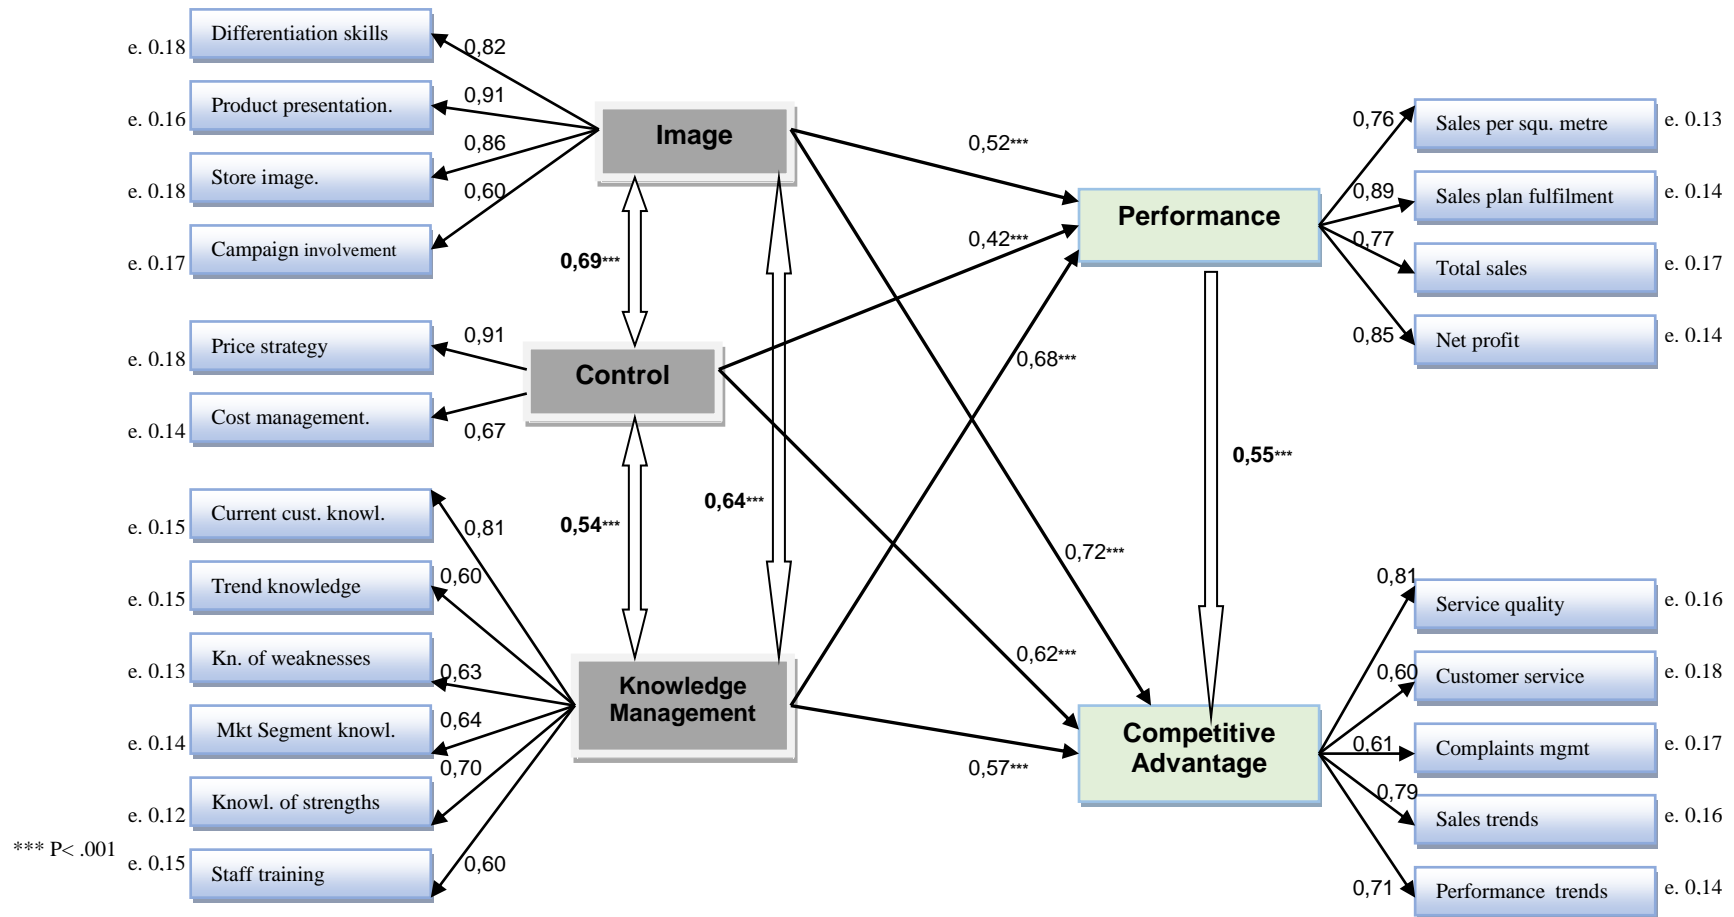 Differentiation skills
e. 0.18
0,82
Product presentation.
e. 0.16
0,91
Store image.
e. 0.18
0,86
Campaign involvement
e. 0.17
0,60
Price strategy
e. 0.18
0,91
Cost management.
e. 0.14
0,67
Current cust. knowl.
e. 0.15
0,81
Trend knowledge
e. 0.15
0,60
Kn. of weaknesses
e. 0.13
0,63
Mkt Segment knowl.
e. 0.14
0,64
Knowl. of strengths
e. 0.12
0,70
Staff training
e. 0.15
0,60
*** P< .001
Image
Control
Knowledge
Management
0,69***
0,54***
0,64***
0,52***
0,42***
0,68***
0,72***
0,62***
0,57***
Performance
0,55***
Competitive
Advantage
0,76
Sales per squ. metre
e. 0.13
0,89
Sales plan fulfilment
e. 0.14
0,77
Total sales
e. 0.17
0,85
Net profit
e. 0.14
0,81
Service quality
e. 0.16
0,60
Customer service
e. 0.18
0,61
Complaints mgmt
e. 0.17
0,79
Sales trends
e. 0.16
0,71
Performance trends
e. 0.14